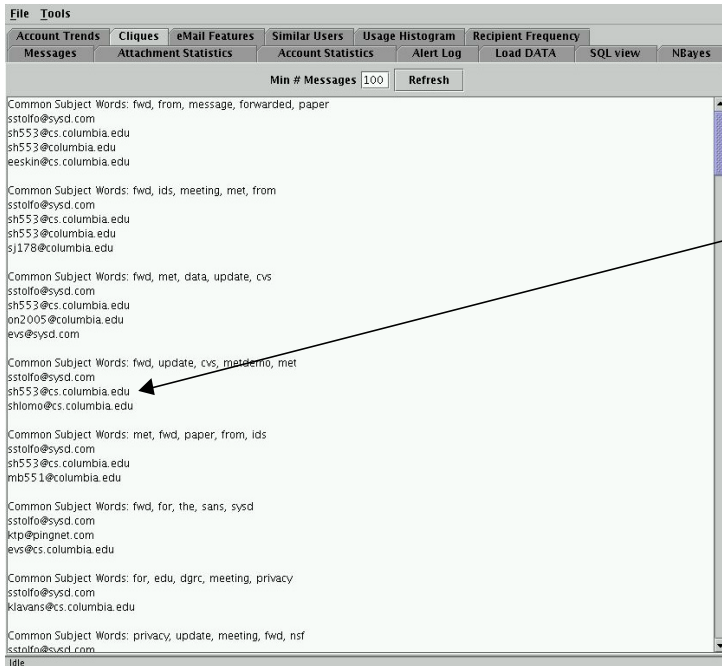 File Tools
Account Trends Cliques eMail Features Similar Users Usage Histogram Recipient Frequency
Messages Attachment Statistics Account Statistics Alert Log Load DATA SQL view NBayes
Min # Messages 100 Refresh
Common Subject Words: fwd, from, message, forwarded, paper
sstolfo@sysd.com
sh553@cs.columbia.edu
sh553@columbia.edu
eeskin@cs.columbia.edu
Common Subject Words: fwd, ids, meeting, met, from
sstolfo@sysd.com
sh553@cs.columbia.edu
sh553@columbia.edu
sj178@columbia.edu
Common Subject Words: fwd, met, data, update, cvs
sstolfo@sysd.com
sh553@cs.columbia.edu
on2005@columbia.edu
evs@sysd.com
Common Subject Words: fwd, update, cvs, metdemo, met
sstolfo@sysd.com
sh553@cs.columbia.edu
shlomo@cs.columbia.edu
Common Subject Words: met, fwd, paper, from, ids
sstolfo@sysd.com
sh553@cs.columbia.edu
mb551@columbia.edu
Common Subject Words: fwd, for, the, sans, sysd
sstolfo@sysd.com
ktp@pingnet.com
evs@cs.columbia.edu
Common Subject Words: for, edu, dgrc, meeting, privacy
sstolfo@sysd.com
klavans@cs.columbia.edu
Common Subject Words: privacy, update, meeting, fwd, nsf
sstolfo@sysd.com
Idle